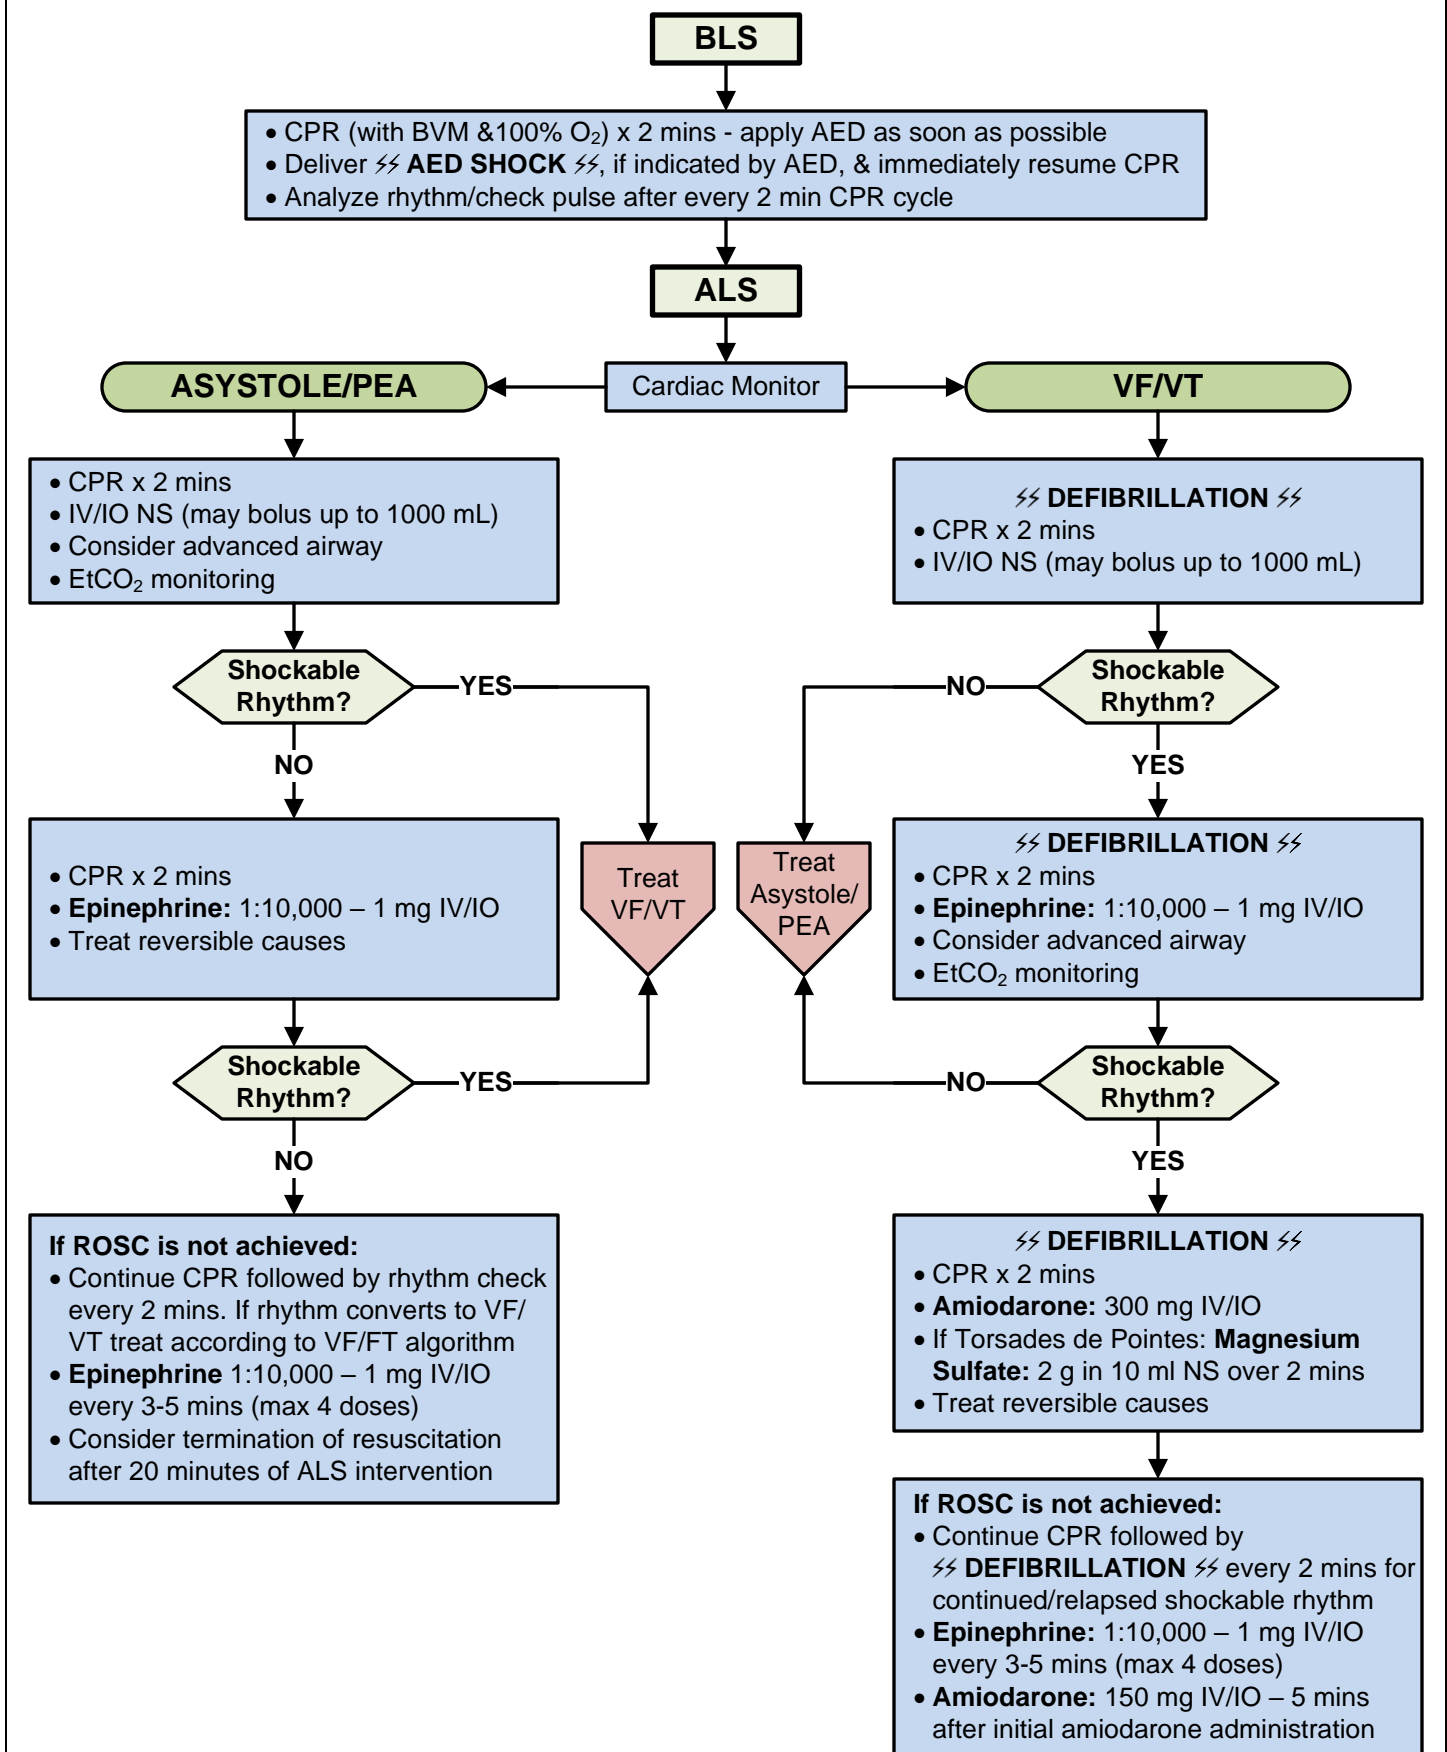 BLS
• CPR (with BVM &100% O₂) x 2 mins - apply AED as soon as possible
• Deliver ⚡⚡ AED SHOCK ⚡⚡, if indicated by AED, & immediately resume CPR
• Analyze rhythm/check pulse after every 2 min CPR cycle
ALS
Cardiac Monitor
ASYSTOLE/PEA
• CPR x 2 mins
• IV/IO NS (may bolus up to 1000 mL)
• Consider advanced airway
• EtCO₂ monitoring
Shockable
Rhythm?
YES
NO
• CPR x 2 mins
• Epinephrine: 1:10,000 – 1 mg IV/IO
• Treat reversible causes
Treat
VF/VT
Shockable
Rhythm?
YES
NO
If ROSC is not achieved:
• Continue CPR followed by rhythm check
every 2 mins. If rhythm converts to VF/
VT treat according to VF/FT algorithm
• Epinephrine 1:10,000 – 1 mg IV/IO
every 3-5 mins (max 4 doses)
• Consider termination of resuscitation
after 20 minutes of ALS intervention
VF/VT
⚡⚡ DEFIBRILLATION ⚡⚡
• CPR x 2 mins
• IV/IO NS (may bolus up to 1000 mL)
Shockable
Rhythm?
NO
YES
Treat
Asystole/
PEA
⚡⚡ DEFIBRILLATION ⚡⚡
• CPR x 2 mins
• Epinephrine: 1:10,000 – 1 mg IV/IO
• Consider advanced airway
• EtCO₂ monitoring
Shockable
Rhythm?
NO
YES
⚡⚡ DEFIBRILLATION ⚡⚡
• CPR x 2 mins
• Amiodarone: 300 mg IV/IO
• If Torsades de Pointes: Magnesium
Sulfate: 2 g in 10 ml NS over 2 mins
• Treat reversible causes
If ROSC is not achieved:
• Continue CPR followed by
⚡⚡ DEFIBRILLATION ⚡⚡ every 2 mins for
continued/relapsed shockable rhythm
• Epinephrine: 1:10,000 – 1 mg IV/IO
every 3-5 mins (max 4 doses)
• Amiodarone: 150 mg IV/IO – 5 mins
after initial amiodarone administration